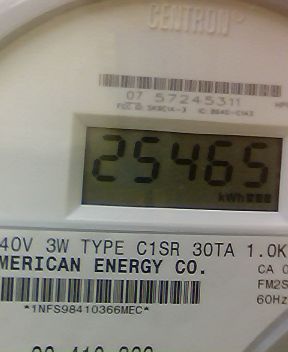 CENTRON®
07 57245311
25465
kWh
40V 3W TYPE C1SR 30TA 1.0K
MERICAN ENERGY CO.
CA 0
FM2S
60Hz
*1NFS98410366MEC*